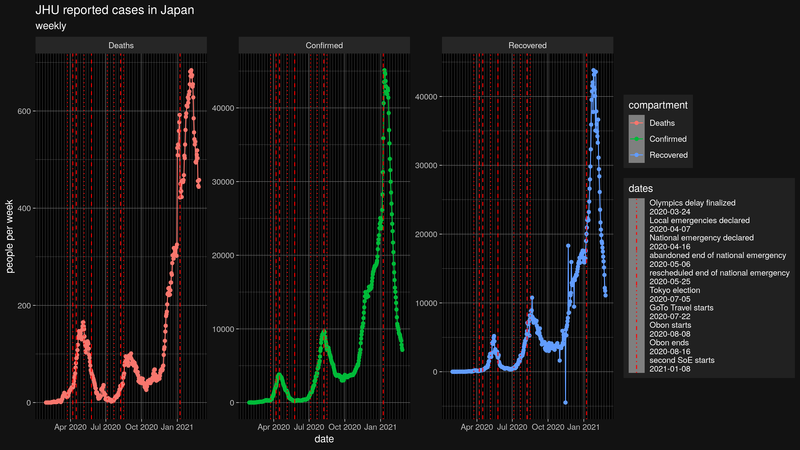 JHU reported cases in Japan
weekly
Deaths
Confirmed
Recovered
people per week
0
200
400
600
0
10000
20000
30000
40000
0
10000
20000
30000
40000
Apr 2020 Jul 2020 Oct 2020 Jan 2021
Apr 2020 Jul 2020 Oct 2020 Jan 2021
Apr 2020 Jul 2020 Oct 2020 Jan 2021
date
compartment
Deaths
Confirmed
Recovered
dates
Olympics delay finalized
2020-03-24
Local emergencies declared
2020-04-07
National emergency declared
2020-04-16
abandoned end of national emergency
2020-05-06
rescheduled end of national emergency
2020-05-25
Tokyo election
2020-07-05
GoTo Travel starts
2020-07-22
Obon starts
2020-08-08
Obon ends
2020-08-16
second SoE starts
2021-01-08